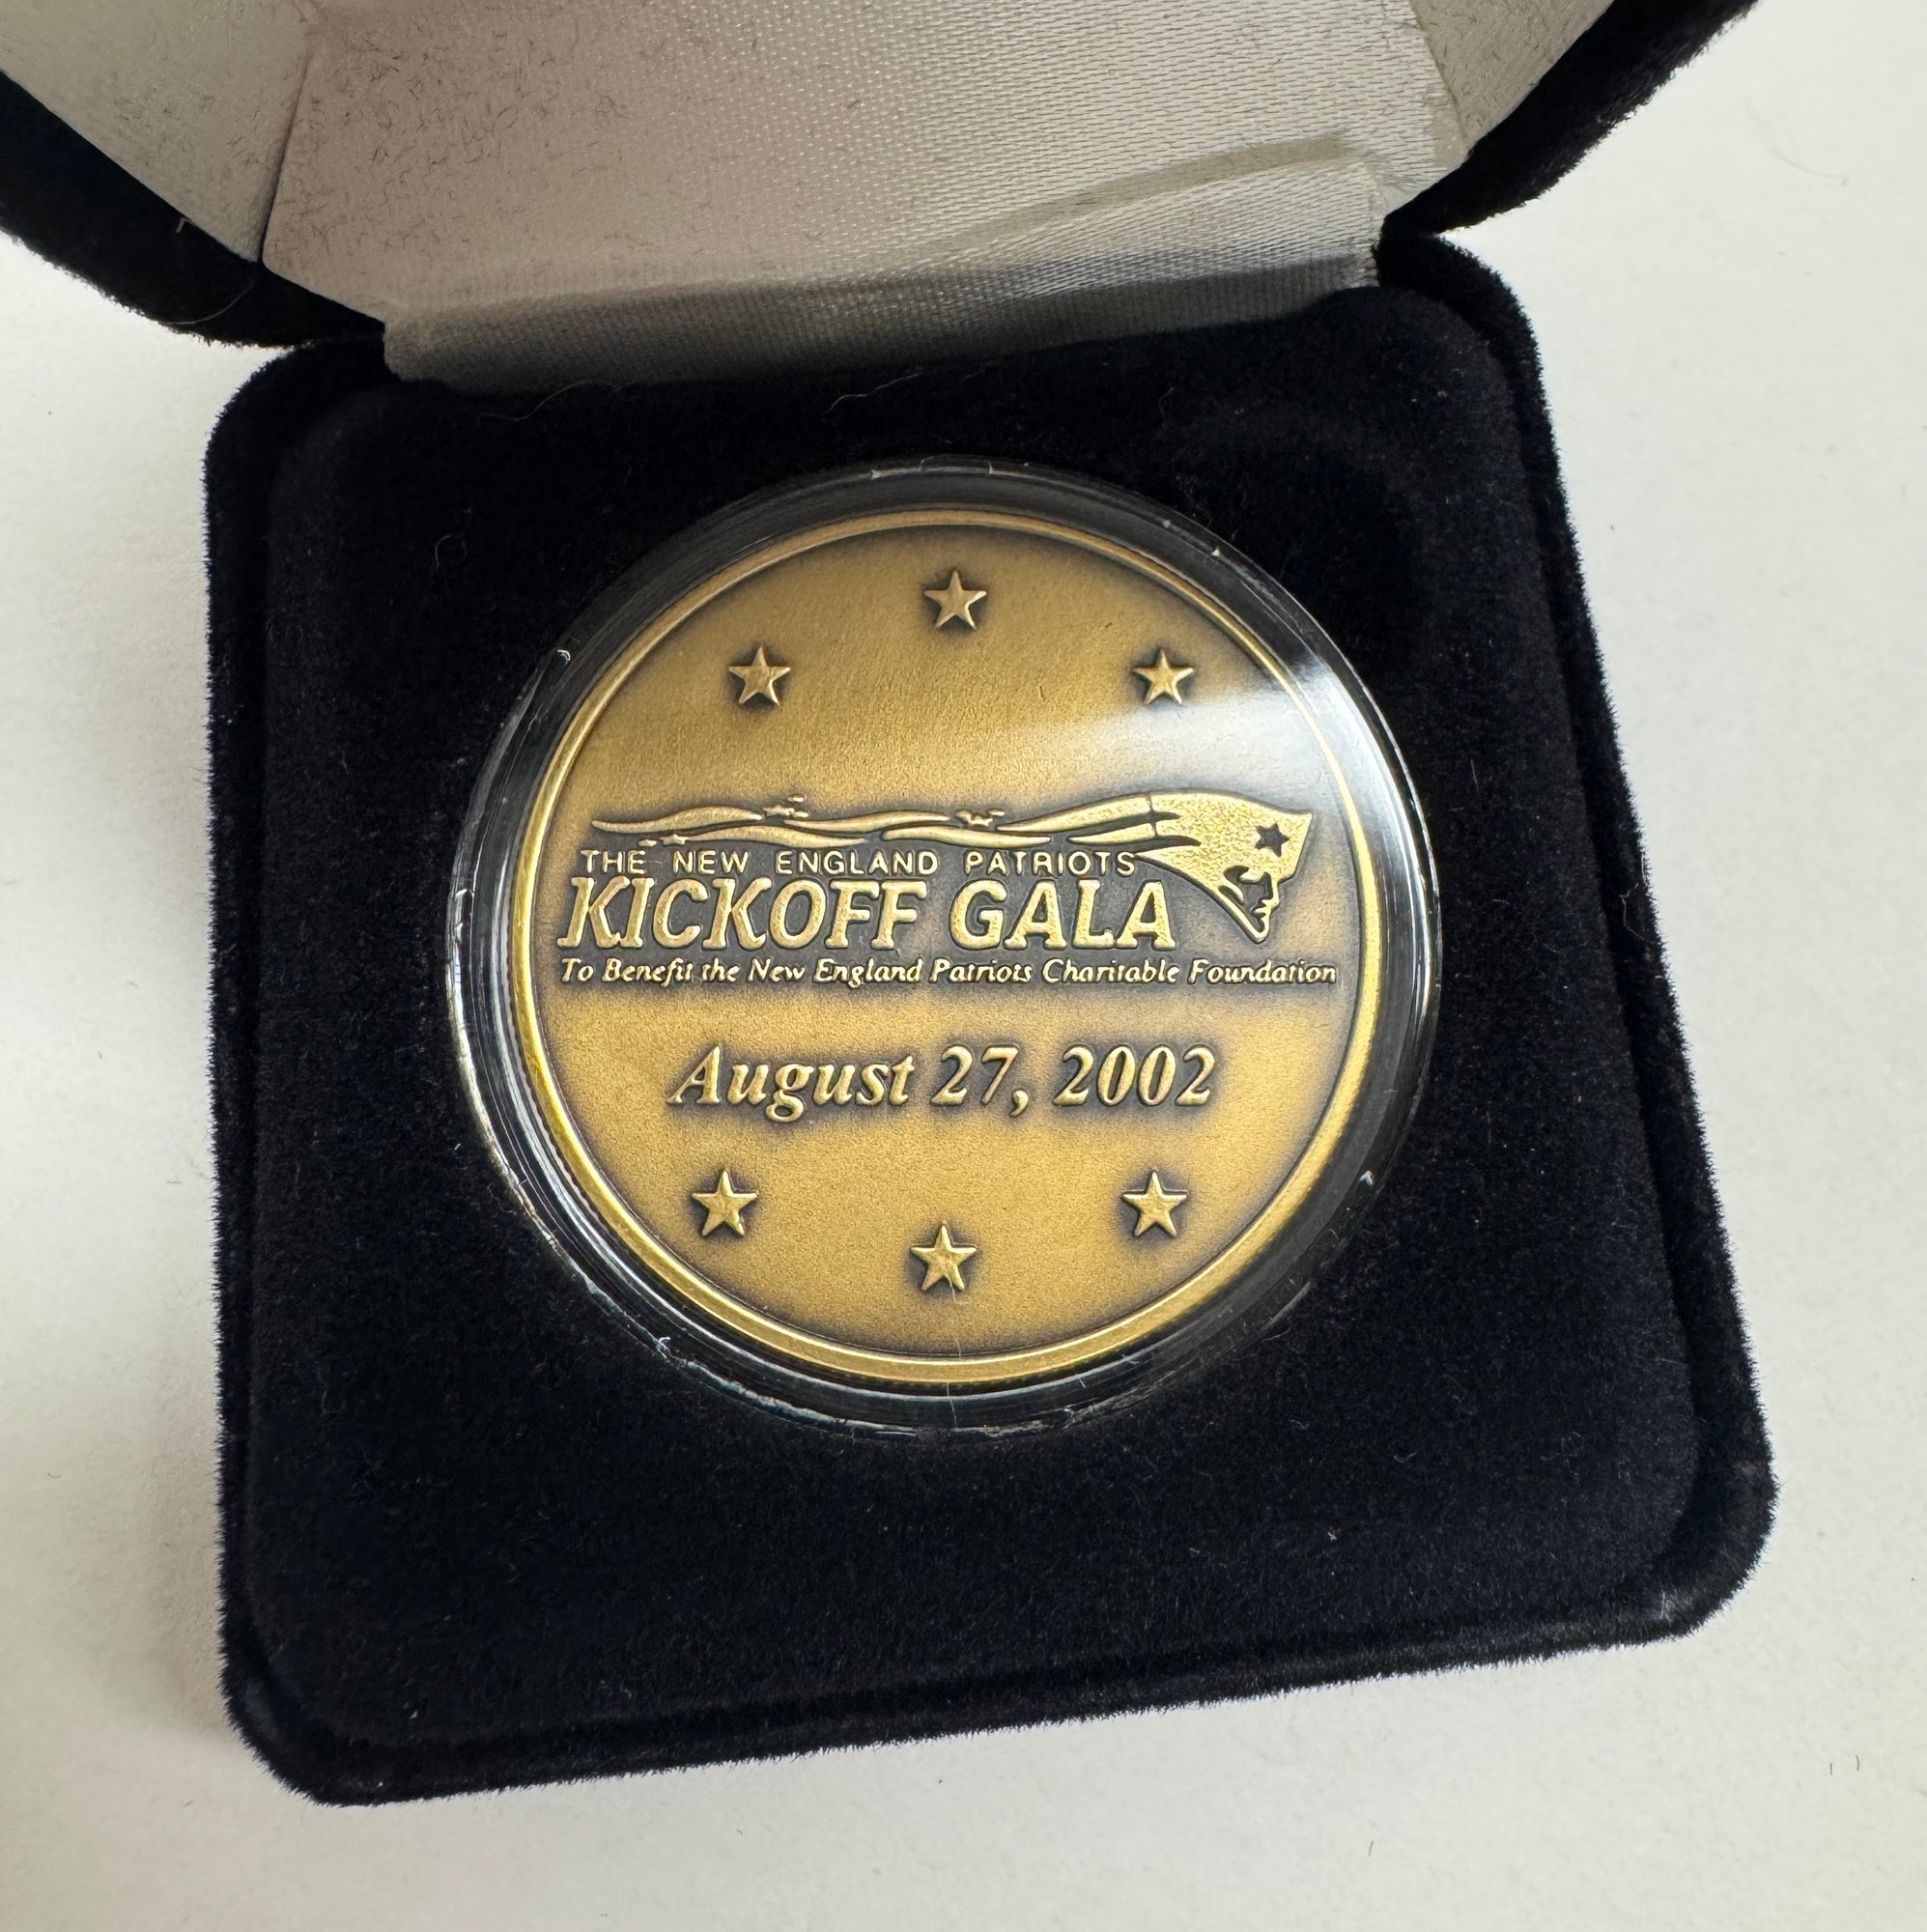 THE NEW ENGLAND PATRIOTS
KICKOFF GALA
To Benefit the New England Patriots Charitable Foundation
August 27, 2002